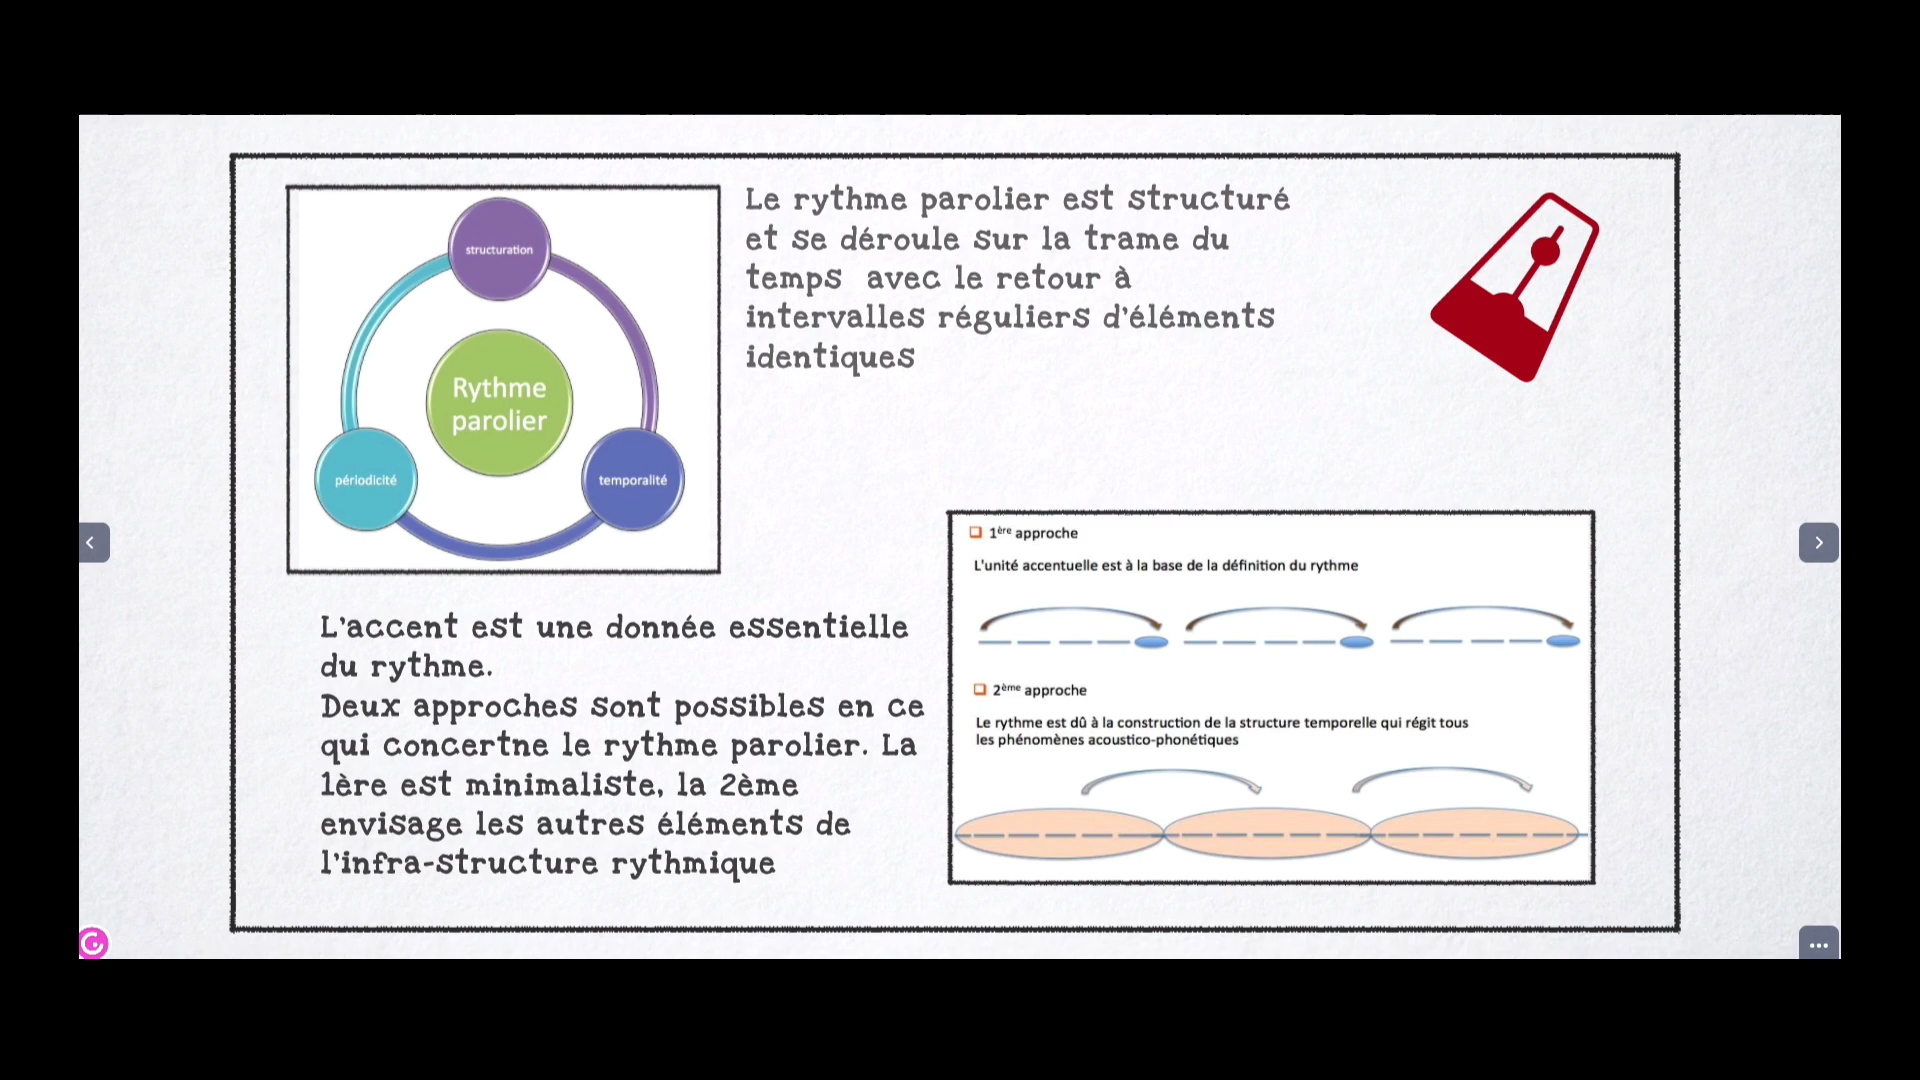 structuration
Rythme
parolier
périodicité
temporalité
Le rythme parolier est structuré
et se déroule sur la trame du
temps avec le retour à
intervalles réguliers d'éléments
identiques
L'accent est une donnée essentielle
du rythme.
Deux approches sont possibles en ce
qui concertne le rythme parolier. La
1ère est minimaliste, la 2ème
envisage les autres éléments de
l'infra-structure rythmique
1ère approche
L'unité accentuelle est à la base de la définition du rythme
2ème approche
Le rythme est dû à la construction de la structure temporelle qui régit tous
les phénomènes acoustico-phonétiques